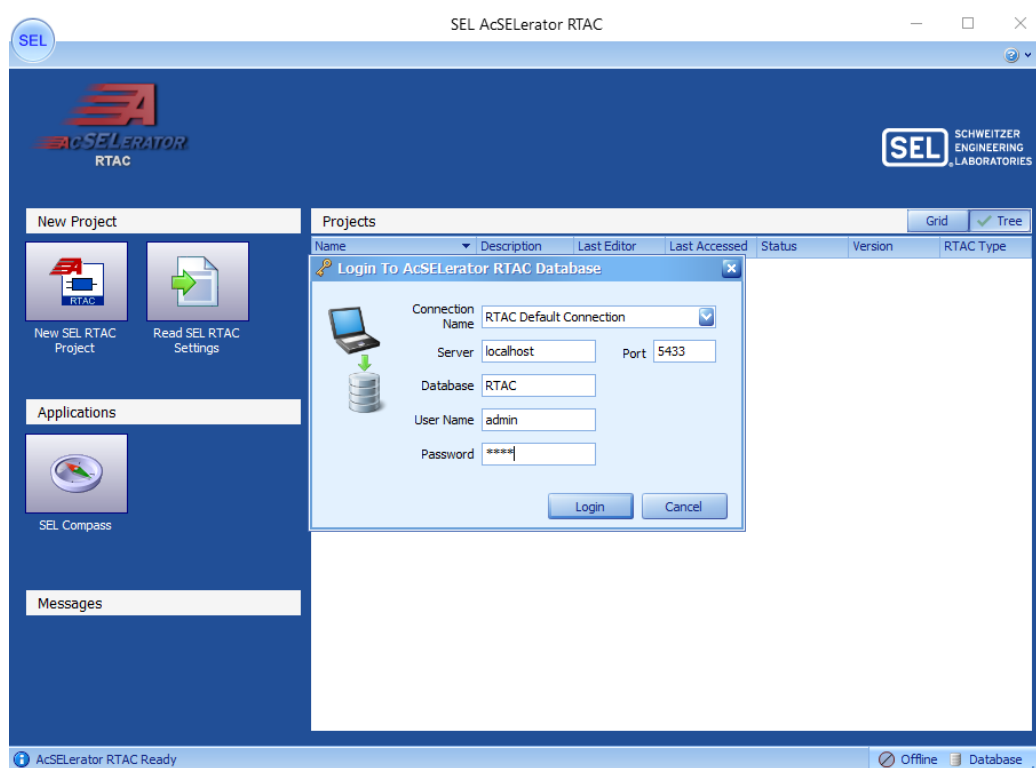 SEL AcSELerator RTAC
SEL
ACSELERATOR
RTAC
SEL
SCHWEITZER
ENGINEERING
LABORATORIES
New Project
RTAC
New SEL RTAC
Project
Read SEL RTAC
Settings
Applications
SEL Compass
Messages
Projects
Grid
Tree
Name Description Last Editor Last Accessed Status Version RTAC Type
Login To AcSELerator RTAC Database
Connection
Name RTAC Default Connection
Server localhost Port 5433
Database RTAC
User Name admin
Password ****
Login Cancel
AcSELerator RTAC Ready
Offline Database